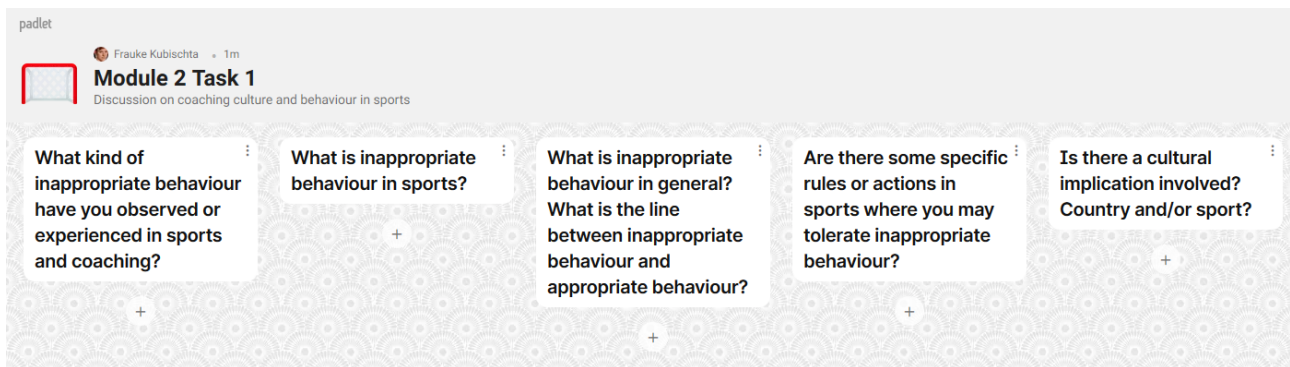 padlet
Frauke Kubischta • 1m
Module 2 Task 1
Discussion on coaching culture and behaviour in sports
What kind of
inappropriate behaviour
have you observed or
experienced in sports
and coaching?
What is inappropriate
behaviour in sports?
What is inappropriate
behaviour in general?
What is the line
between inappropriate
behaviour and
appropriate behaviour?
Are there some specific
rules or actions in
sports where you may
tolerate inappropriate
behaviour?
Is there a cultural
implication involved?
Country and/or sport?